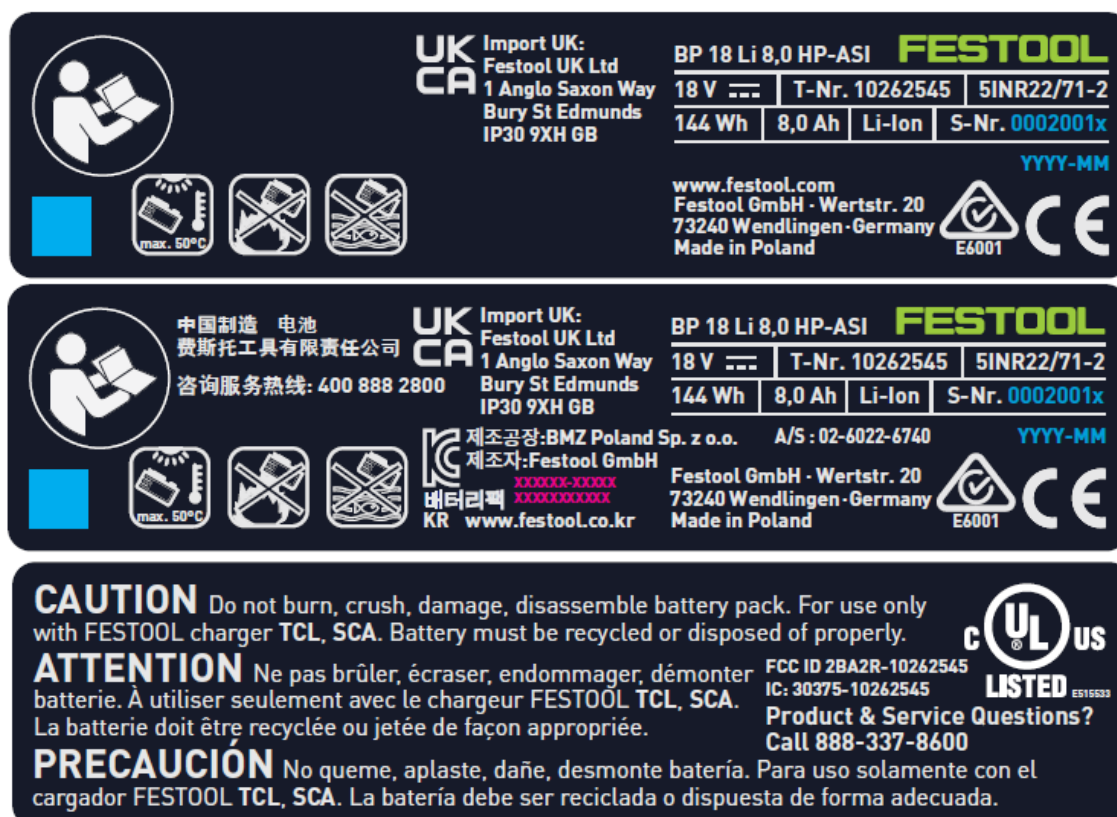 UK
CA
Import UK:
Festool UK Ltd
1 Anglo Saxon Way
Bury St Edmunds
IP30 9XH GB
BP 18 Li 8,0 HP-ASI FESTOOL
18 V T-Nr. 10262545 5INR22/71-2
144 Wh 8,0 Ah Li-Ion S-Nr. 0002001x
YYYY-MM
max. 50°C
www.festool.com
Festool GmbH · Wertstr. 20
73240 Wendlingen · Germany
Made in Poland
E6001
CE
中国制造 电池
费斯托工具有限责任公司
咨询服务热线: 400 888 2800
UK
CA
Import UK:
Festool UK Ltd
1 Anglo Saxon Way
Bury St Edmunds
IP30 9XH GB
BP 18 Li 8,0 HP-ASI FESTOOL
18 V T-Nr. 10262545 5INR22/71-2
144 Wh 8,0 Ah Li-Ion S-Nr. 0002001x
YYYY-MM
max. 50°C
제조공장:BMZ Poland Sp. z o.o. A/S : 02-6022-6740
제조자:Festool GmbH
XXXXXX-XXXXX
배터리팩 XXXXXXXXXXX
KR www.festool.co.kr
Festool GmbH · Wertstr. 20
73240 Wendlingen · Germany
Made in Poland
E6001
CE
CAUTION Do not burn, crush, damage, disassemble battery pack. For use only
with FESTOOL charger TCL, SCA. Battery must be recycled or disposed of properly.
ATTENTION Ne pas brûler, écraser, endommager, démonter
batterie. À utiliser seulement avec le chargeur FESTOOL TCL, SCA.
La batterie doit être recyclée ou jetée de façon appropriée.
C UL US
®
LISTED E515533
FCC ID 2BA2R-10262545
IC: 30375-10262545
Product & Service Questions?
Call 888-337-8600
PRECAUCIÓN No queme, aplaste, dañe, desmonte batería. Para uso solamente con el
cargador FESTOOL TCL, SCA. La batería debe ser reciclada o dispuesta de forma adecuada.